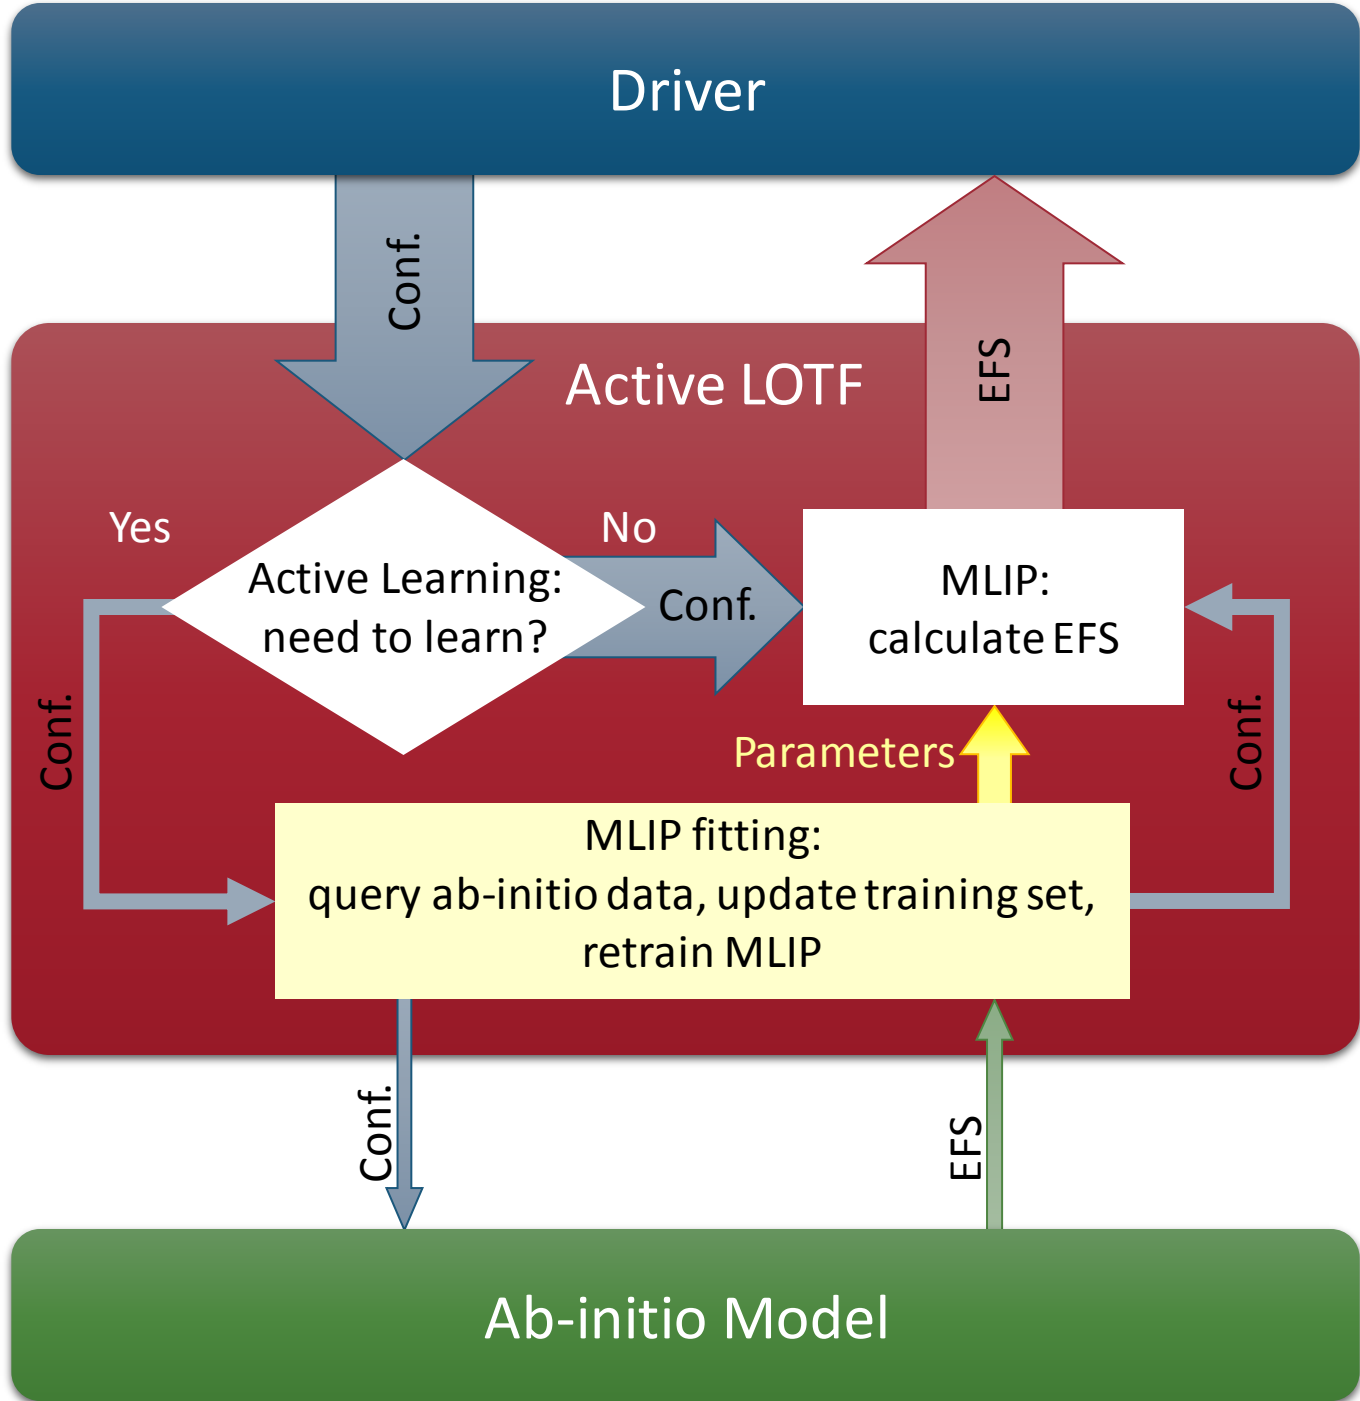 Driver
Conf.
EFS
Active LOTF
Yes
No
Active Learning:
need to learn?
Conf.
MLIP:
calculate EFS
Conf.
Parameters
Conf.
MLIP fitting:
query ab-initio data, update training set,
retrain MLIP
Conf.
EFS
Ab-initio Model